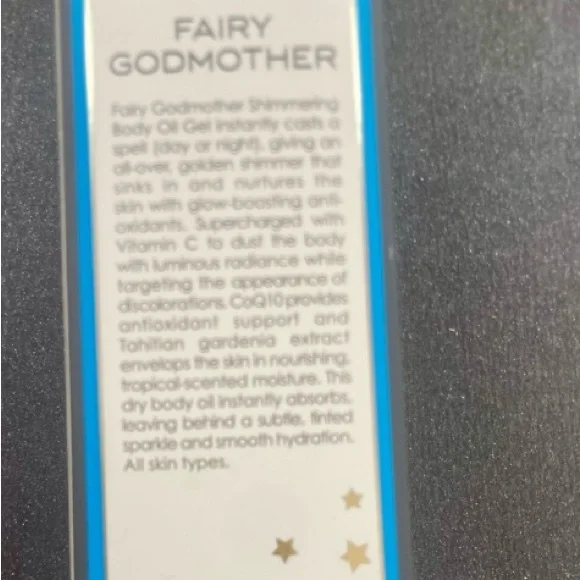 FAIRY
GODMOTHER
Fairy Godmother Shimmering
Body Oil Gel instantly casts a
spell (day or night), giving an
all-over, golden shimmer that
sinks in and nurtures the
skin with glow-boosting anti-
oxidants. Supercharged with
Vitamin C to dust the body
with luminous radiance while
targeting the appearance of
discolorations. CoQ10 provides
antioxidant support and
Tahitian gardenia extract
envelops the skin in nourishing,
tropical-scented moisture. This
dry body oil instantly absorbs,
leaving behind a subtle, tinted
sparkle and smooth hydration.
All skin types.